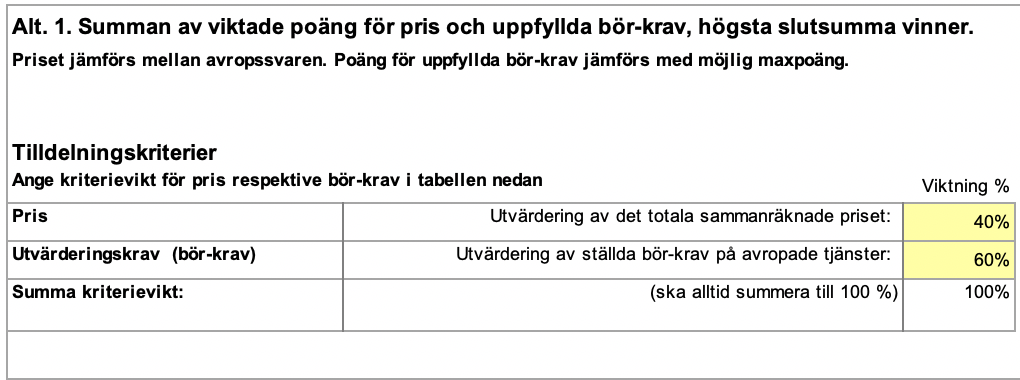 Alt. 1. Summan av viktade poäng för pris och uppfyllda bör-krav, högsta slutsumma vinner.
Priset jämförs mellan avropssvaren. Poäng för uppfyllda bör-krav jämförs med möjlig maxpoäng.
Tilldelningskriterier
Ange kriterievikt för pris respektive bör-krav i tabellen nedan
Viktning %
Pris Utvärdering av det totala sammanräknade priset: 40%
Utvärderingskrav (bör-krav) Utvärdering av ställda bör-krav på avropade tjänster: 60%
Summa kriterievikt: (ska alltid summera till 100 %) 100%